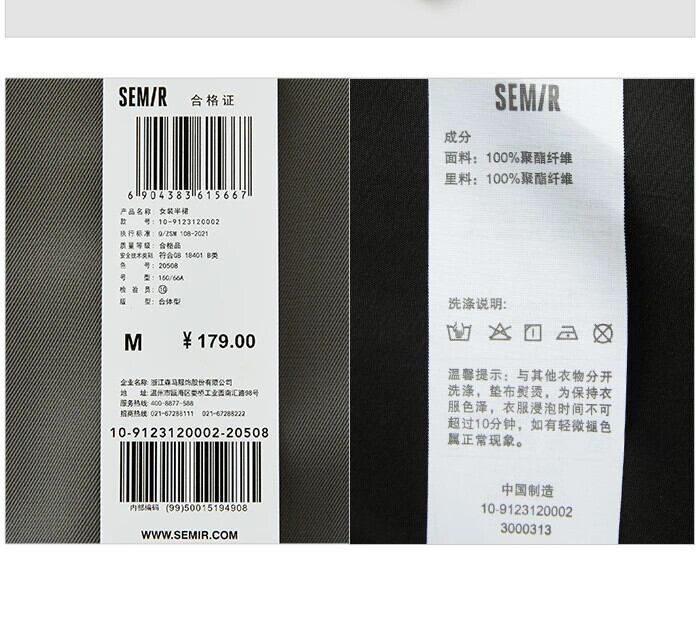 SEMIR 合格证
6 904383 615667
产品名称: 女装半裙
款 号: 10-9123120002
执行标准: Q/ZSM 10B-2021
质量等级: 合格品
安全技术类别 符合GB 18401 B类
色 号: 20508
号 型: 160/66A
检 验 员: ⑩
版 型: 合体型
M ¥179.00
企业名称: 浙江森马服饰股份有限公司
地 址: 温州市瓯海区娄桥工业西南汇路98号
服务热线: 400-8877-588
招商热线: 021-67288111 021-67288222
10-9123120002-20508
内部编码 (99)50015194908
WWW.SEMIR.COM
SEMIR
成分
面料: 100%聚酯纤维
里料: 100%聚酯纤维
洗涤说明:
温馨提示: 与其他衣物分开
洗涤, 垫布熨烫, 为保持衣
服色泽, 衣服浸泡时间不可
超过10分钟, 如有轻微褪色
属正常现象。
中国制造
10-9123120002
3000313